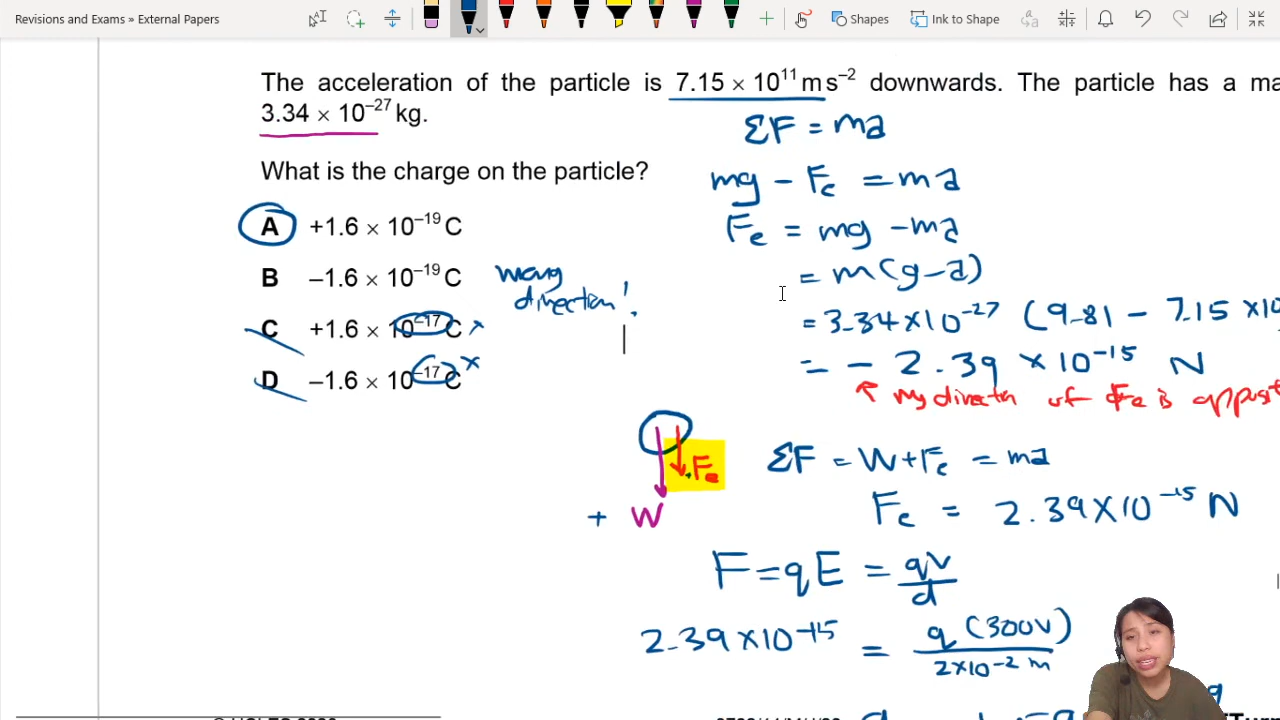 Revisions and Exams » External Papers
Shapes
Ink to Shape
The acceleration of the particle is 7.15 × 10¹¹ m s⁻² downwards. The particle has a ma
3.34 × 10⁻²⁷ kg.
ΣF = ma
What is the charge on the particle?
mg − Fe = ma
A +1.6 × 10⁻¹⁹ C
Fe = mg − ma
B −1.6 × 10⁻¹⁹ C wrong direction!
= m(g−a)
C +1.6 × 10⁻¹⁷ C ×
= 3.34×10⁻²⁷ (9.81 − 7.15 ×10
D −1.6 × 10⁻¹⁷ C ×
= − 2.39 ×10⁻¹⁵ N
↑ my directn of Fe is opposit
Fe
ΣF = W+Fe = ma
+ W
Fe = 2.39×10⁻¹⁵ N
F = qE = qV/d
2.39×10⁻¹⁵ = q(300V)/2×10⁻² m